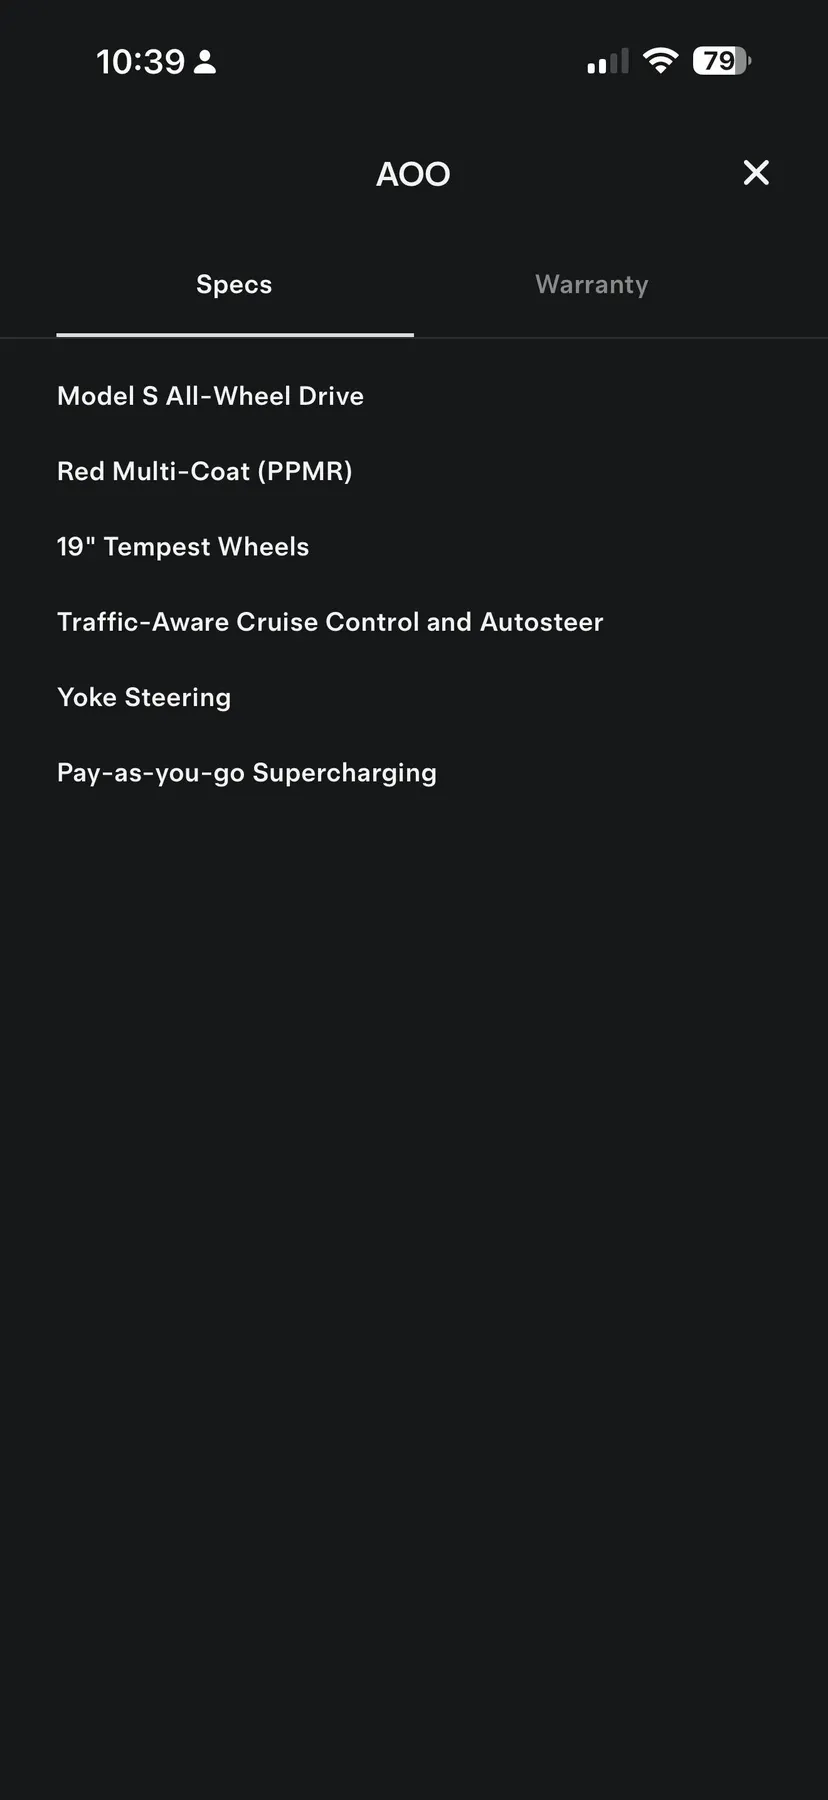 10:39
79
AOO
Specs
Warranty
Model S All-Wheel Drive
Red Multi-Coat (PPMR)
19" Tempest Wheels
Traffic-Aware Cruise Control and Autosteer
Yoke Steering
Pay-as-you-go Supercharging